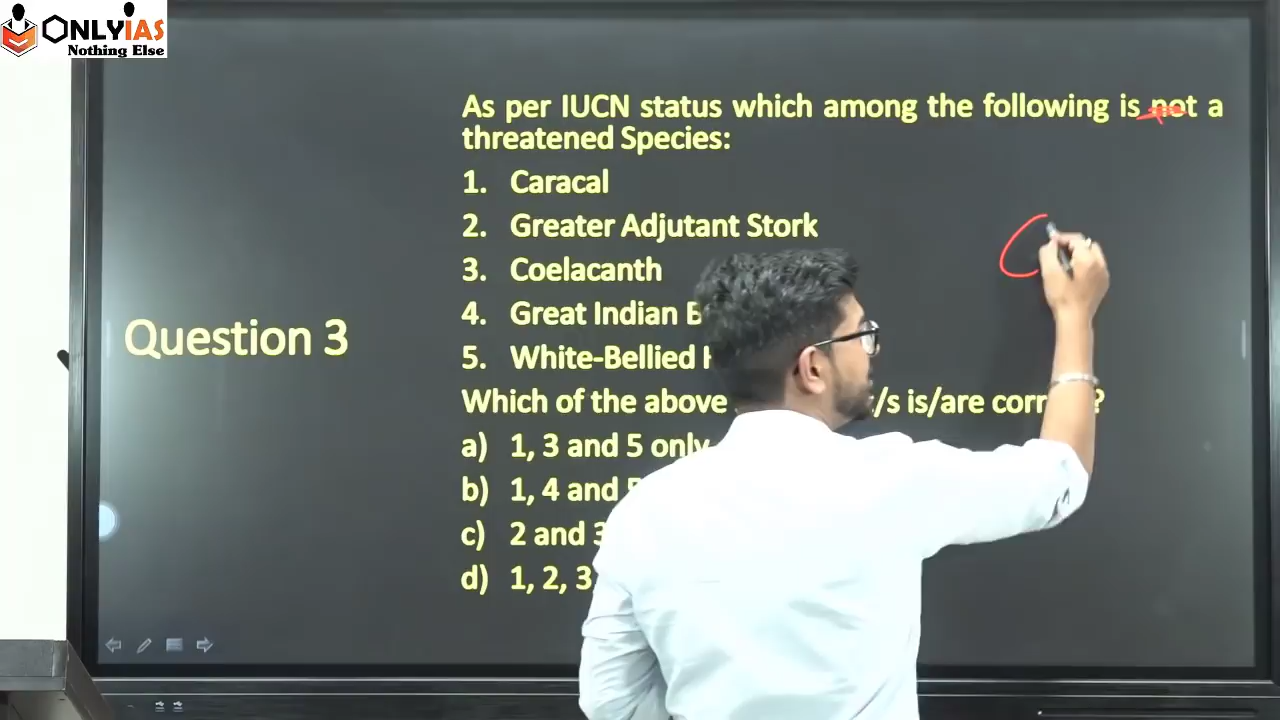 ONLYIAS
Nothing Else
As per IUCN status which among the following is not a
threatened Species:
1. Caracal
2. Greater Adjutant Stork
3. Coelacanth
4. Great Indian
5. White-Bellied
Question 3
Which of the above is/are
a) 1, 3 and 5 only
b) 1, 4 and
c) 2 and 3
d) 1, 2, 3